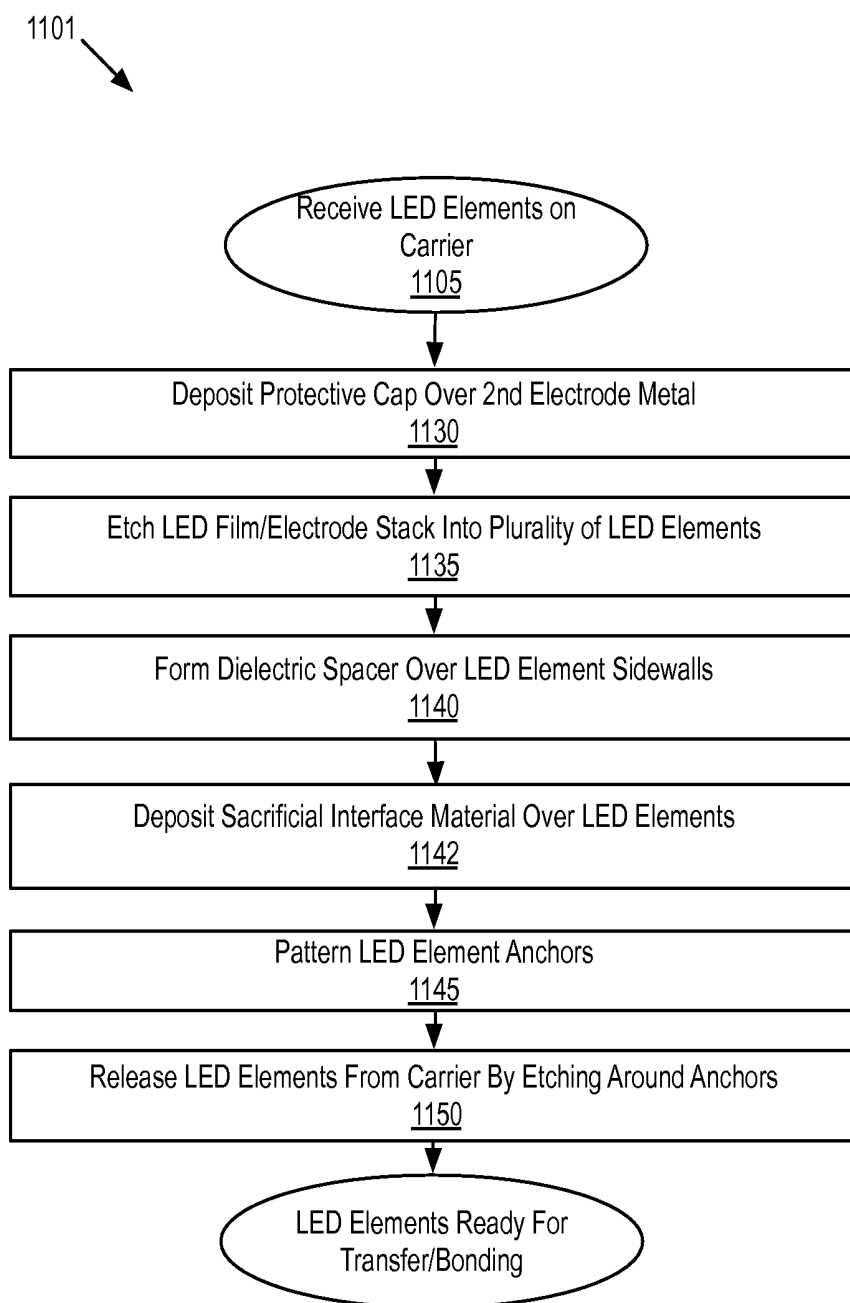 1101
Receive LED Elements on
Carrier
1105
Deposit Protective Cap Over 2nd Electrode Metal
1130
Etch LED Film/Electrode Stack Into Plurality of LED Elements
1135
Form Dielectric Spacer Over LED Element Sidewalls
1140
Deposit Sacrificial Interface Material Over LED Elements
1142
Pattern LED Element Anchors
1145
Release LED Elements From Carrier By Etching Around Anchors
1150
LED Elements Ready For
Transfer/Bonding